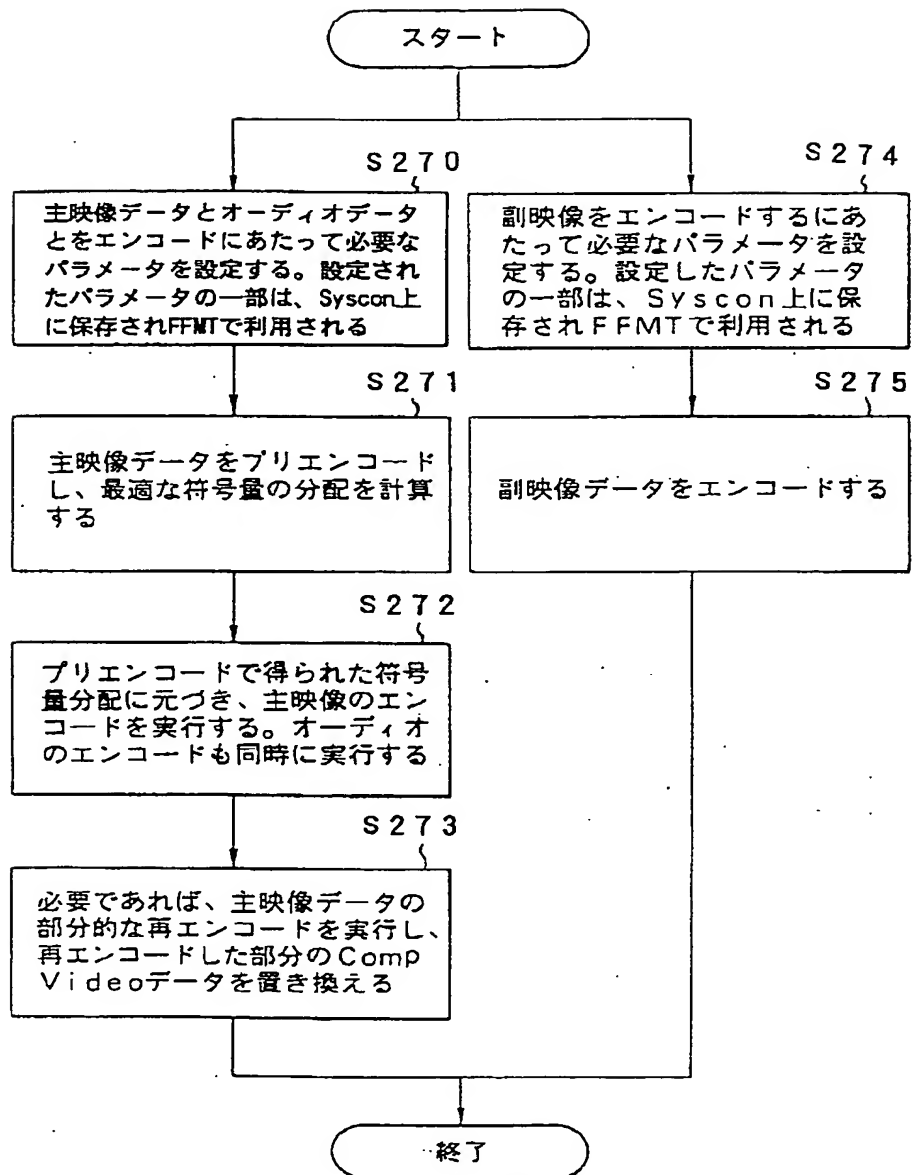 スタート
S270
主映像データとオーディオデータ
とをエンコードにあたって必要な
パラメータを設定する。設定され
たパラメータの一部は、Syscon上
に保存されFFMTで利用される
S271
主映像データをプリエンコード
し、最適な符号量の分配を計算
する
S272
プリエンコードで得られた符号
量分配に元づき、主映像のエン
コードを実行する。オーディオ
のエンコードも同時に実行する
S273
必要であれば、主映像データの
部分的な再エンコードを実行し、
再エンコードした部分のComp
Videoデータを置き換える
S274
副映像をエンコードするにあ
たって必要なパラメータを設
定する。設定したパラメータ
の一部は、Syscon上に保
存されFFMTで利用される
S275
副映像データをエンコードする
終了